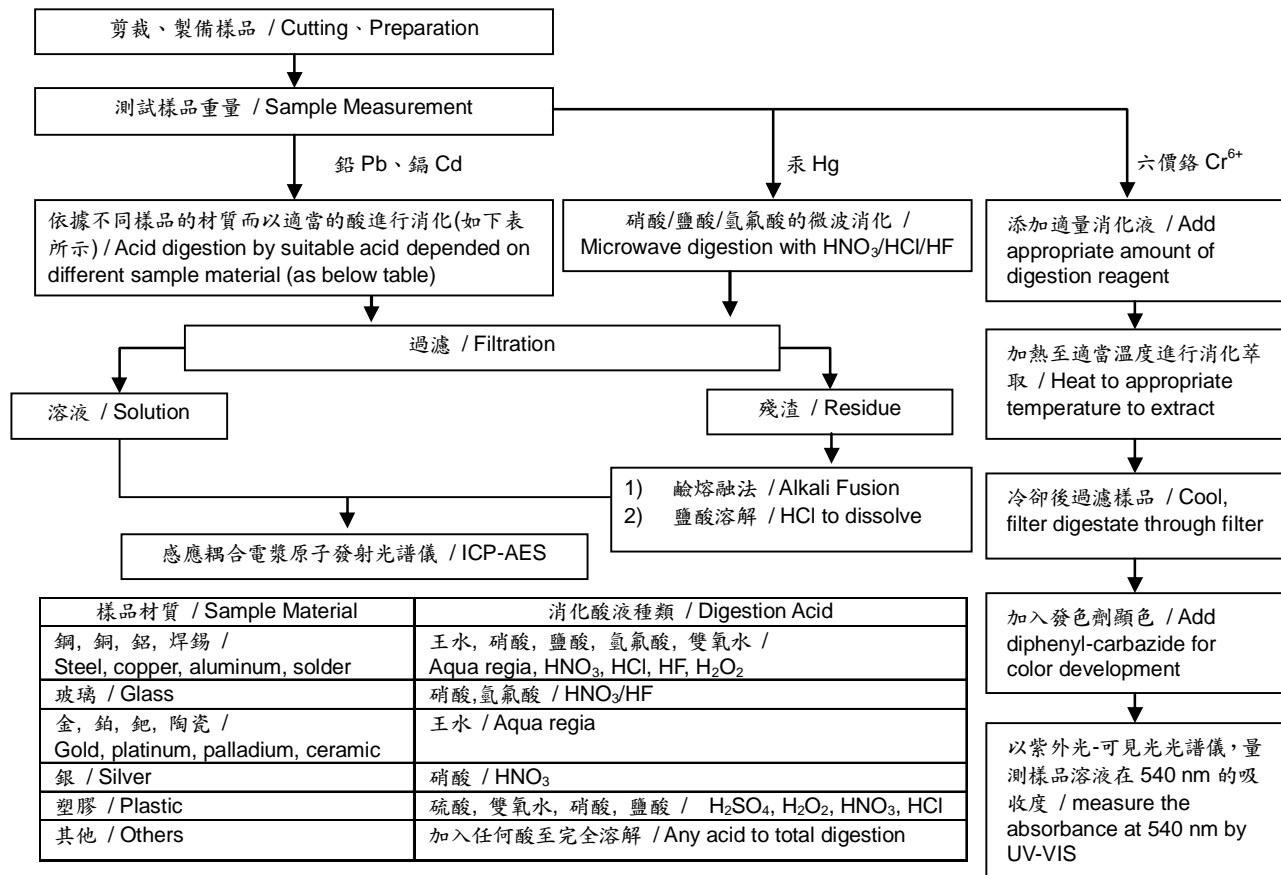 剪裁、製備樣品 / Cutting、Preparation
測試樣品重量 / Sample Measurement
鉛 Pb、鎘 Cd
汞 Hg
六價鉻 Cr⁶⁺
依據不同樣品的材質而以適當的酸進行消化(如下表
所示) / Acid digestion by suitable acid depended on
different sample material (as below table)
硝酸/鹽酸/氫氟酸的微波消化 /
Microwave digestion with HNO₃/HCl/HF
添加適量消化液 / Add
appropriate amount of
digestion reagent
過濾 / Filtration
加熱至適當溫度進行消化萃
取 / Heat to appropriate
temperature to extract
溶液 / Solution
殘渣 / Residue
1) 鹼熔融法 / Alkali Fusion
2) 鹽酸溶解 / HCl to dissolve
冷卻後過濾樣品 / Cool,
filter digestate through filter
感應耦合電漿原子發射光譜儀 / ICP-AES
樣品材質 / Sample Material
消化酸液種類 / Digestion Acid
鋼, 銅, 鋁, 焊錫 /
Steel, copper, aluminum, solder
王水, 硝酸, 鹽酸, 氫氟酸, 雙氧水 /
Aqua regia, HNO₃, HCl, HF, H₂O₂
玻璃 / Glass
硝酸,氫氟酸 / HNO₃/HF
金, 鉑, 鈀, 陶瓷 /
Gold, platinum, palladium, ceramic
王水 / Aqua regia
銀 / Silver
硝酸 / HNO₃
塑膠 / Plastic
硫酸, 雙氧水, 硝酸, 鹽酸 / H₂SO₄, H₂O₂, HNO₃, HCl
其他 / Others
加入任何酸至完全溶解 / Any acid to total digestion
加入發色劑顯色 / Add
diphenyl-carbazide for
color development
以紫外光-可見光光譜儀，量
測樣品溶液在 540 nm 的吸
收度 / measure the
absorbance at 540 nm by
UV-VIS